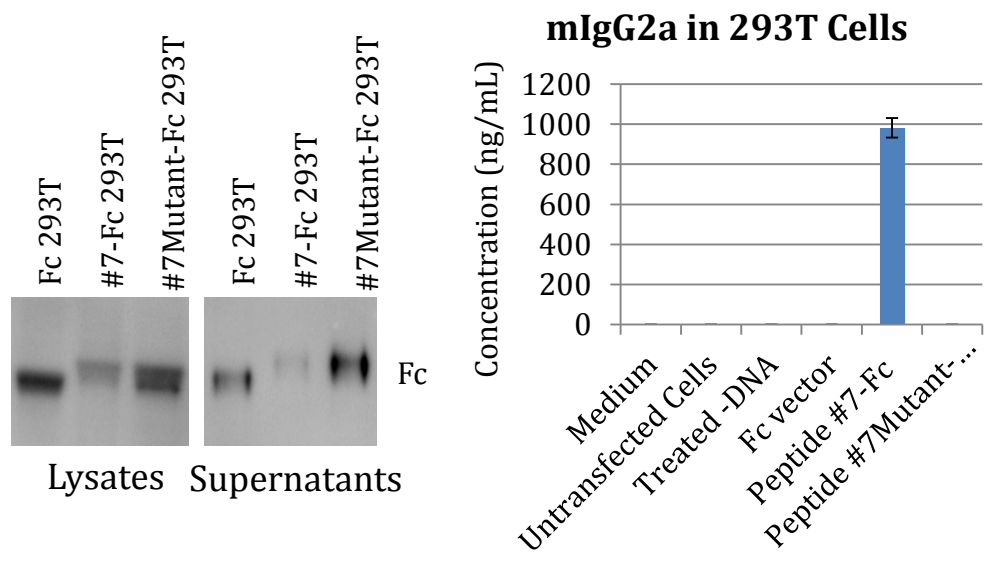 Fc 293T
#7-Fc 293T
#7Mutant-Fc 293T
Fc 293T
#7-Fc 293T
#7Mutant-Fc 293T
Fc
Lysates
Supernatants
mIgG2a in 293T Cells
Concentration (ng/mL)
1200
1000
800
600
400
200
0
Medium
Untransfected Cells
Treated -DNA
Fc vector
Peptide #7-Fc
Peptide #7Mutant-...